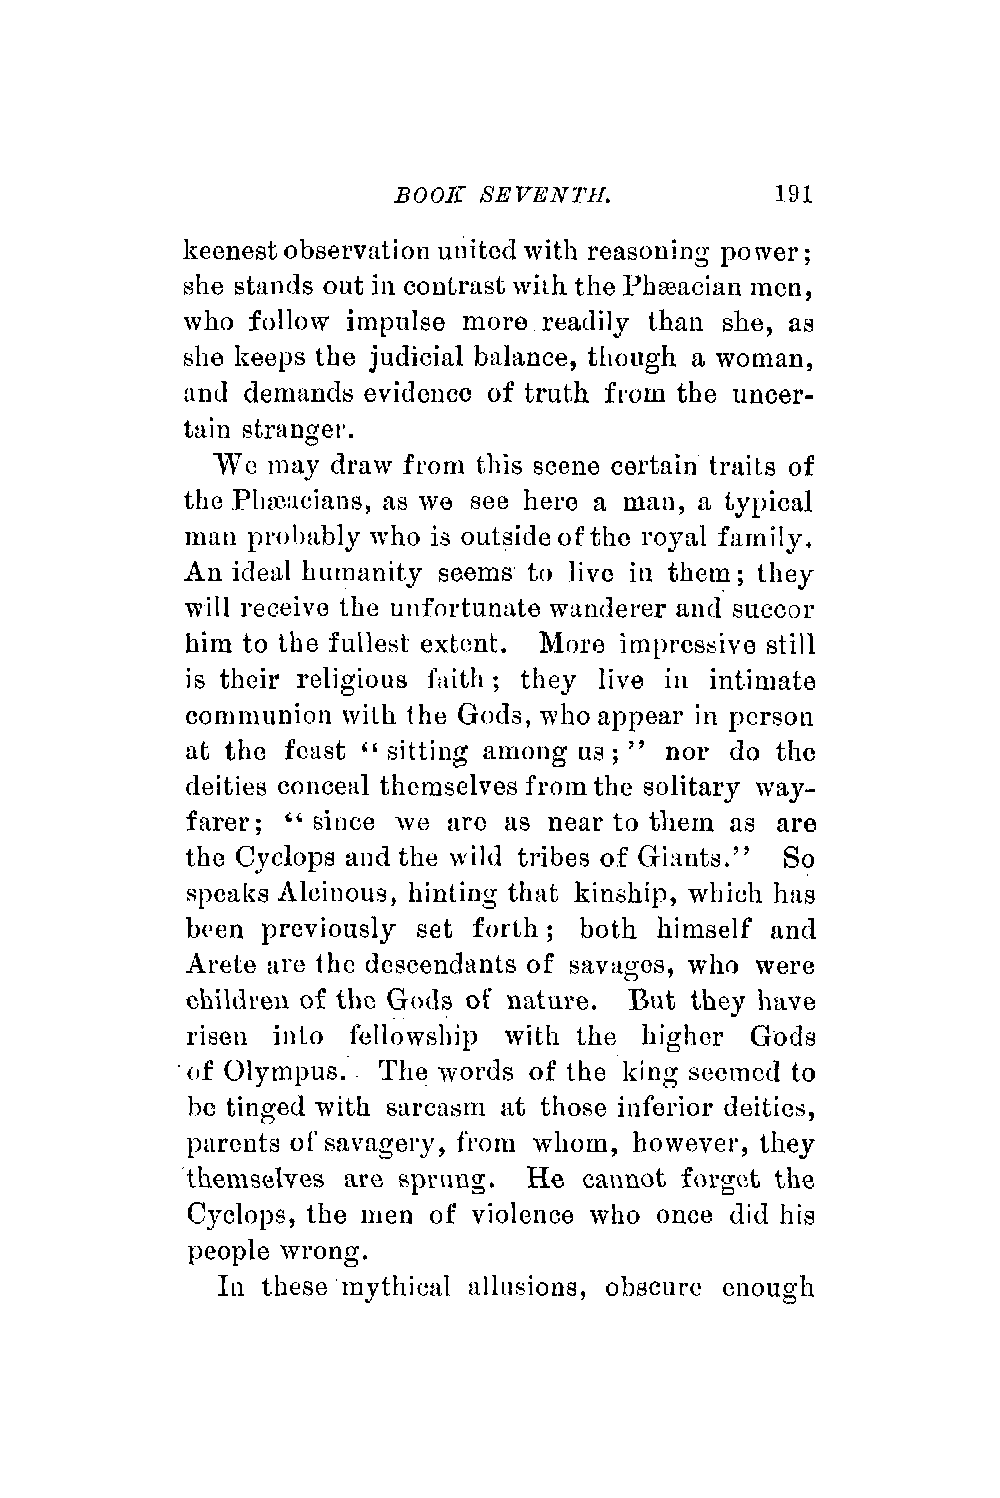 BOOK SEVENTH. 191
keenest observation united with reasoning power;
she stands out in contrast with the Phæacian men,
who follow impulse more readily than she, as
she keeps the judicial balance, though a woman,
and demands evidence of truth from the uncer-
tain stranger.
We may draw from this scene certain traits of
the Phæacians, as we see here a man, a typical
man probably who is outside of the royal family.
An ideal humanity seems to live in them; they
will receive the unfortunate wanderer and succor
him to the fullest extent. More impressive still
is their religious faith; they live in intimate
communion with the Gods, who appear in person
at the feast “sitting among us;” nor do the
deities conceal themselves from the solitary way-
farer; “since we are as near to them as are
the Cyclops and the wild tribes of Giants.” So
speaks Alcinous, hinting that kinship, which has
been previously set forth; both himself and
Arete are the descendants of savages, who were
children of the Gods of nature. But they have
risen into fellowship with the higher Gods
of Olympus. The words of the king seemed to
be tinged with sarcasm at those inferior deities,
parents of savagery, from whom, however, they
themselves are sprung. He cannot forget the
Cyclops, the men of violence who once did his
people wrong.
In these mythical allusions, obscure enough